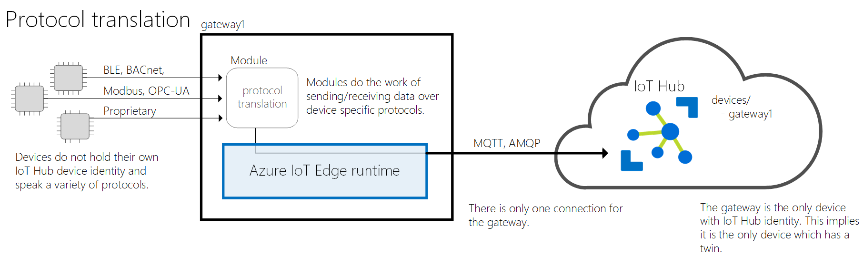 Protocol translation
gateway1
Module
BLE, BACnet,
Modbus, OPC-UA
Proprietary
protocol
translation
Modules do the work of
sending/receiving data over
device specific protocols.
Devices do not hold their own
IoT Hub device identity and
speak a variety of protocols.
Azure IoT Edge runtime
MQTT, AMQP
There is only one connection for
the gateway.
IoT Hub
devices/
gateway1
The gateway is the only device
with IoT Hub identity. This implies
it is the only device which has a
twin.